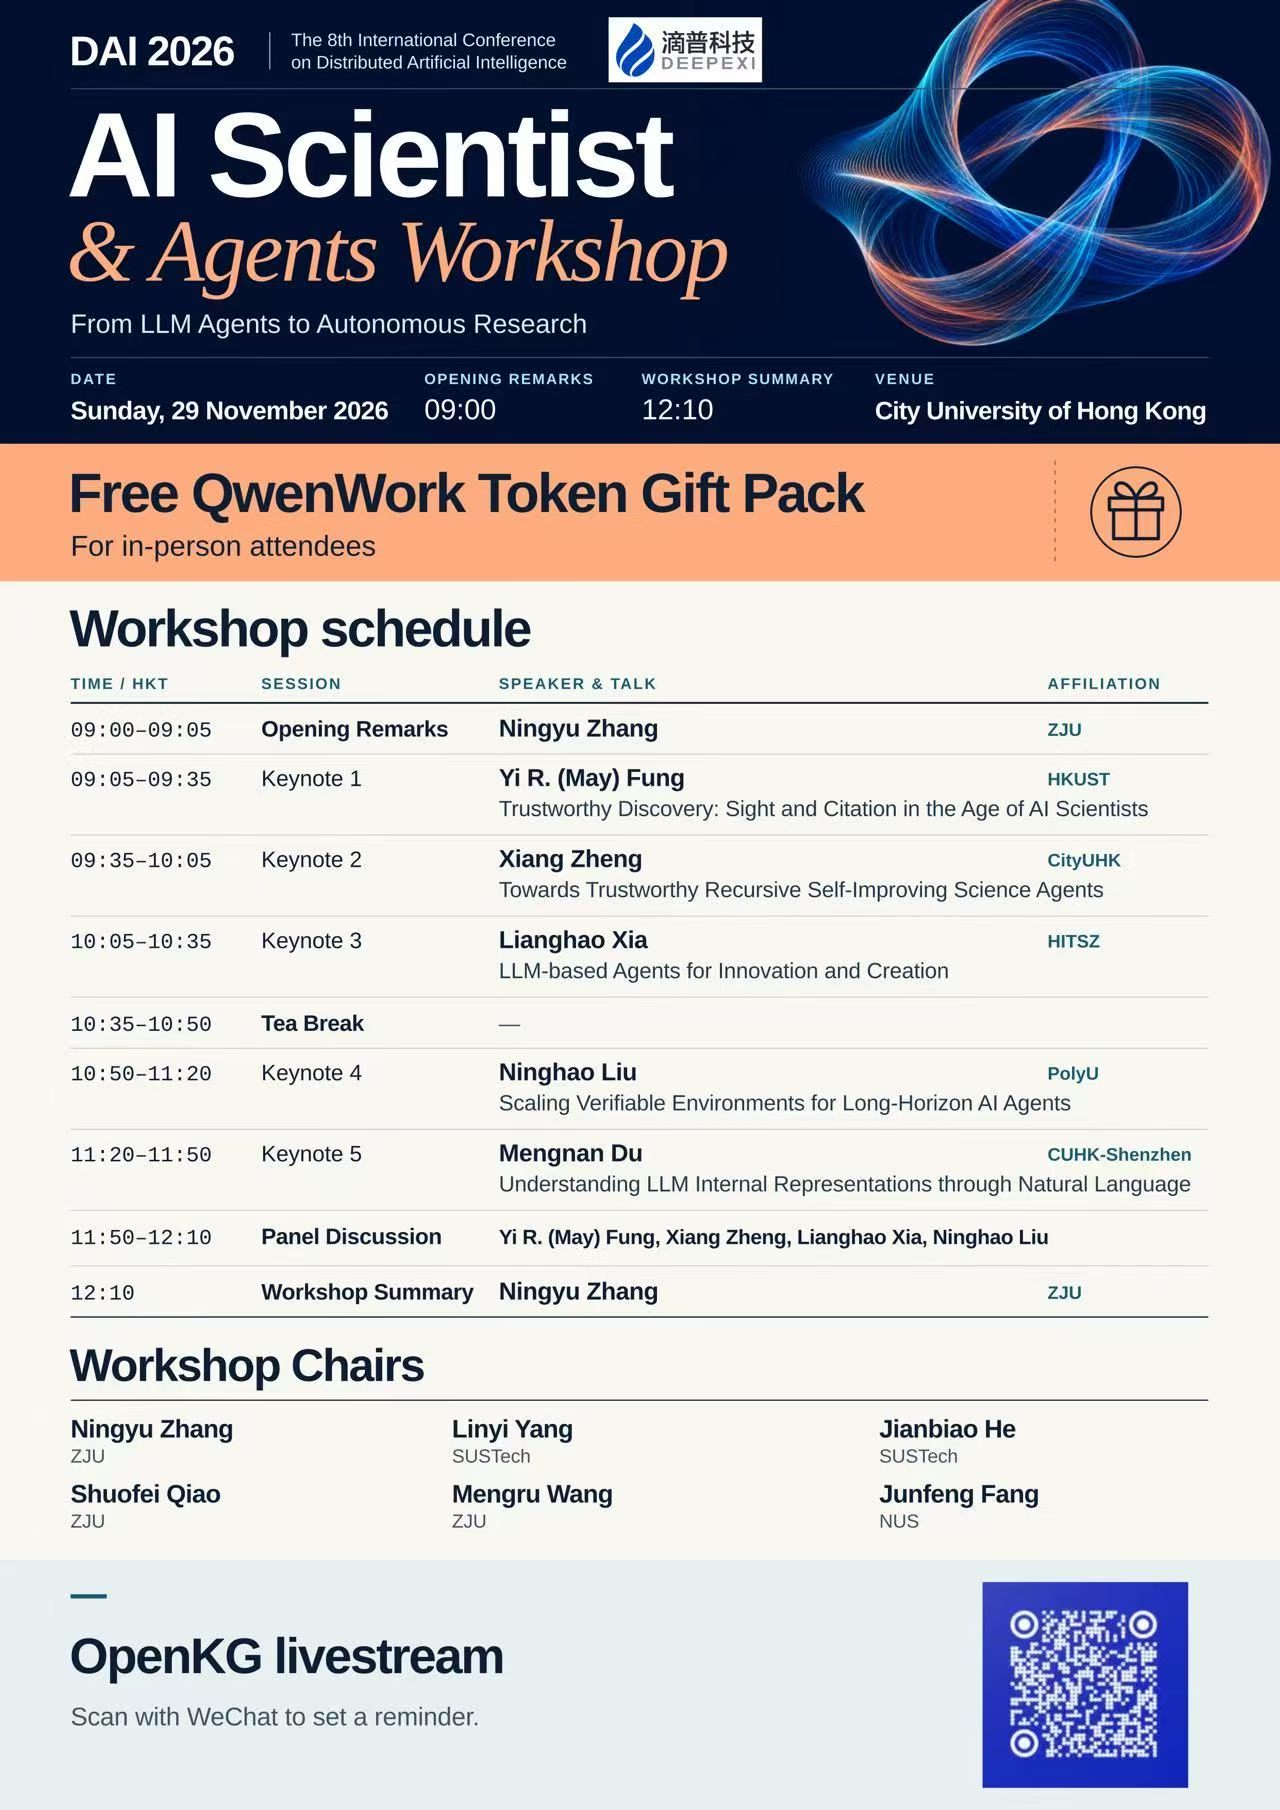 DAI 2026
The 8th International Conference
on Distributed Artificial Intelligence
滴普科技
DEEPEXI
AI Scientist
& Agents Workshop
From LLM Agents to Autonomous Research
DATE
Sunday, 29 November 2026
OPENING REMARKS
09:00
WORKSHOP SUMMARY
12:10
VENUE
City University of Hong Kong
Free QwenWork Token Gift Pack
For in-person attendees
Workshop schedule
TIME / HKT SESSION SPEAKER & TALK AFFILIATION
09:00–09:05 Opening Remarks Ningyu Zhang ZJU
09:05–09:35 Keynote 1 Yi R. (May) Fung HKUST
Trustworthy Discovery: Sight and Citation in the Age of AI Scientists
09:35–10:05 Keynote 2 Xiang Zheng CityUHK
Towards Trustworthy Recursive Self-Improving Science Agents
10:05–10:35 Keynote 3 Lianghao Xia HITSZ
LLM-based Agents for Innovation and Creation
10:35–10:50 Tea Break —
10:50–11:20 Keynote 4 Ninghao Liu PolyU
Scaling Verifiable Environments for Long-Horizon AI Agents
11:20–11:50 Keynote 5 Mengnan Du CUHK-Shenzhen
Understanding LLM Internal Representations through Natural Language
11:50–12:10 Panel Discussion Yi R. (May) Fung, Xiang Zheng, Lianghao Xia, Ninghao Liu
12:10 Workshop Summary Ningyu Zhang ZJU
Workshop Chairs
Ningyu Zhang
ZJU
Linyi Yang
SUSTech
Jianbiao He
SUSTech
Shuofei Qiao
ZJU
Mengru Wang
ZJU
Junfeng Fang
NUS
OpenKG livestream
Scan with WeChat to set a reminder.